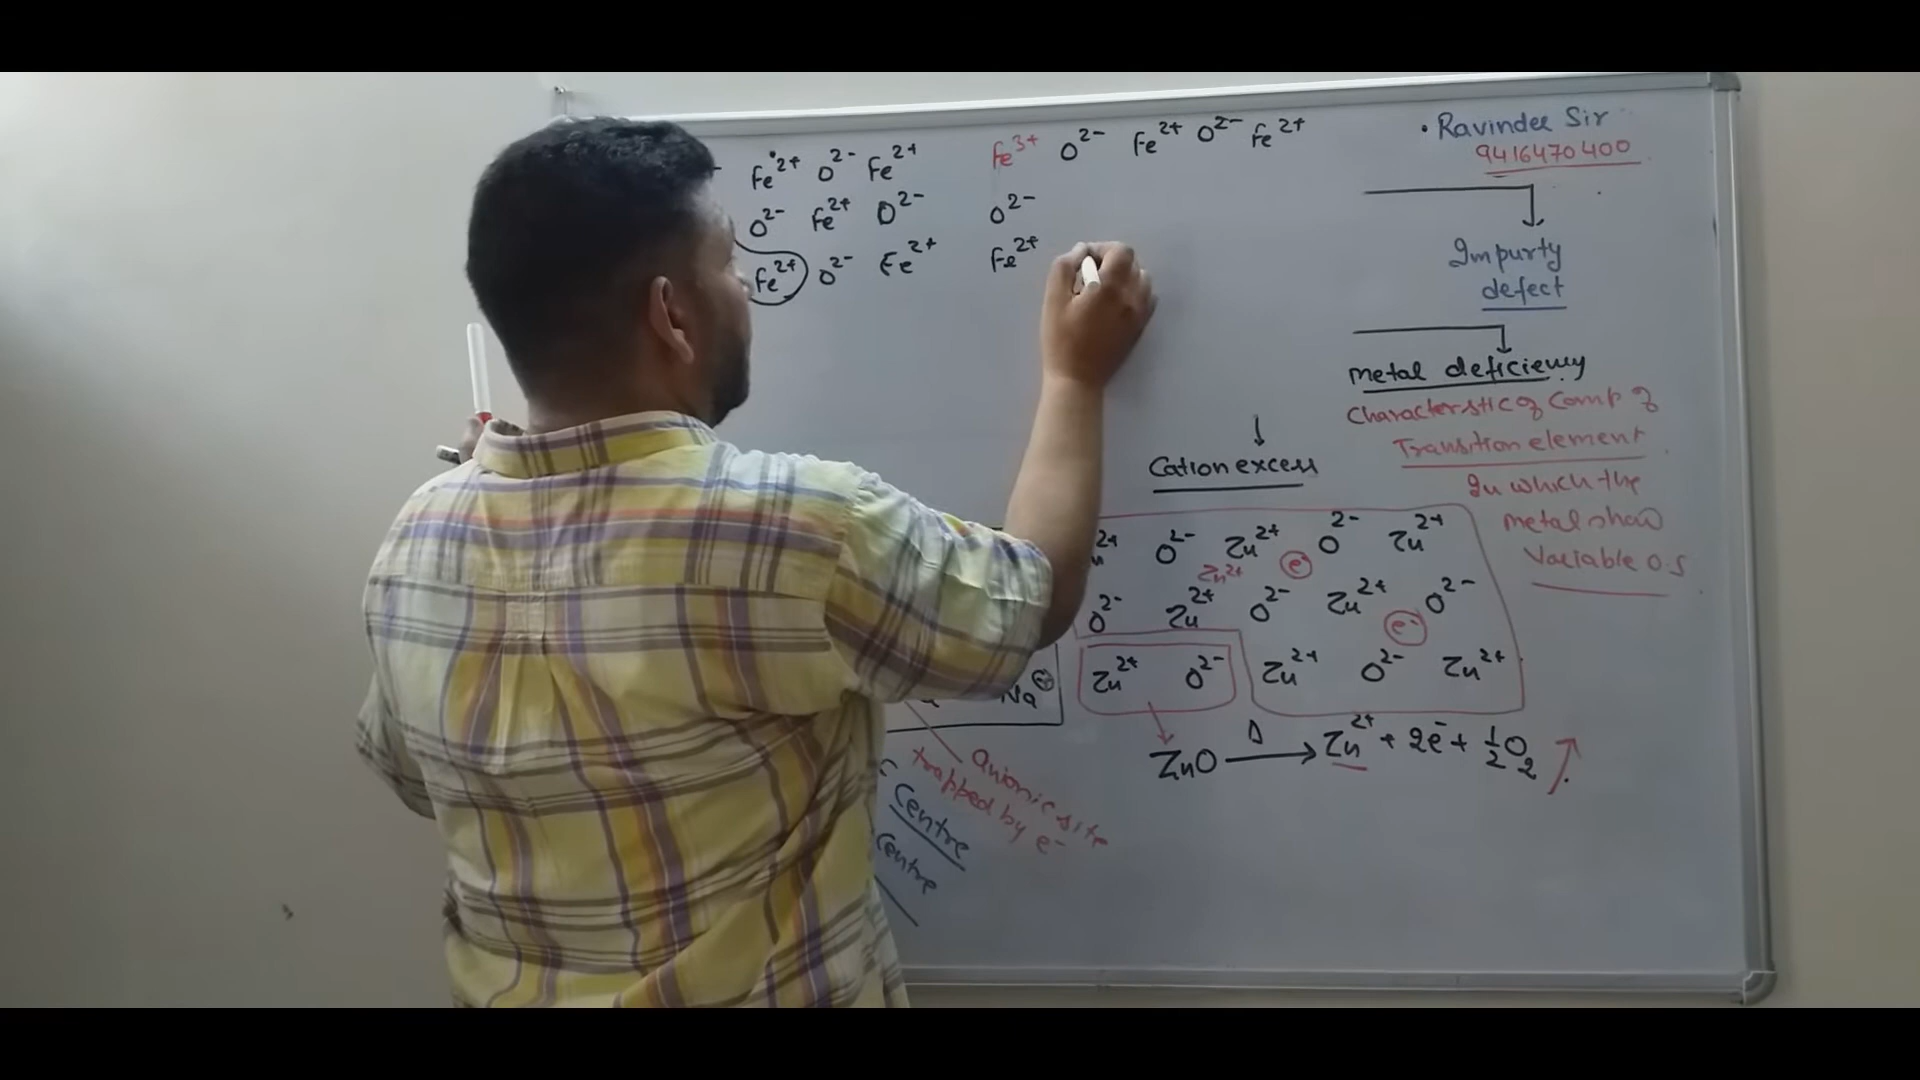 Fe2+ O2- Fe2+
O2- Fe2+ O2-
Fe2+ O2- Fe2+
Fe3+ O2- Fe2+ O2- Fe2+
O2-
Fe2+
Ravinder Sir
9416470400
Impurty
defect
metal deficiency
Characterstic of Comp of
Transition element
In which the
metal show
Variable O.S
Cation excess
2+ O2- Zn2+ O2- Zn2+
Zn2+ e-
O2- Zn2+ O2- Zn2+ O2-
e-
Zn2+ O2- Zn2+ O2- Zn2+
Na
ZnO Δ → Zn2+ + 2e- + 1/2 O2 ↑
anionic site
trapped by e-
Centre
Centre